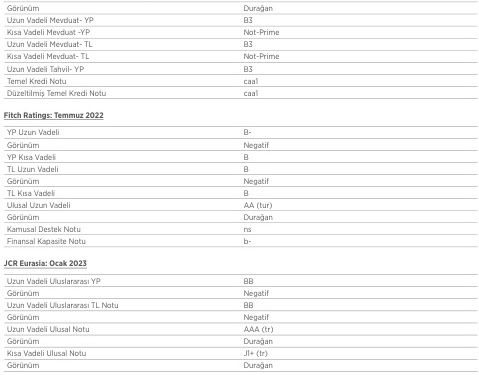 Görünüm Durağan
Uzun Vadeli Mevduat- YP B3
Kısa Vadeli Mevduat -YP Not-Prime
Uzun Vadeli Mevduat- TL B3
Kısa Vadeli Mevduat- TL Not-Prime
Uzun Vadeli Tahvil- YP B3
Temel Kredi Notu caa1
Düzeltilmiş Temel Kredi Notu caa1
Fitch Ratings: Temmuz 2022
YP Uzun Vadeli B-
Görünüm Negatif
YP Kısa Vadeli B
TL Uzun Vadeli B
Görünüm Negatif
TL Kısa Vadeli B
Ulusal Uzun Vadeli AA (tur)
Görünüm Durağan
Kamusal Destek Notu ns
Finansal Kapasite Notu b-
JCR Eurasia: Ocak 2023
Uzun Vadeli Uluslararası YP BB
Görünüm Negatif
Uzun Vadeli Uluslararası TL Notu BB
Görünüm Negatif
Uzun Vadeli Ulusal Notu AAA (tr)
Görünüm Durağan
Kısa Vadeli Ulusal Notu J1+ (tr)
Görünüm Durağan